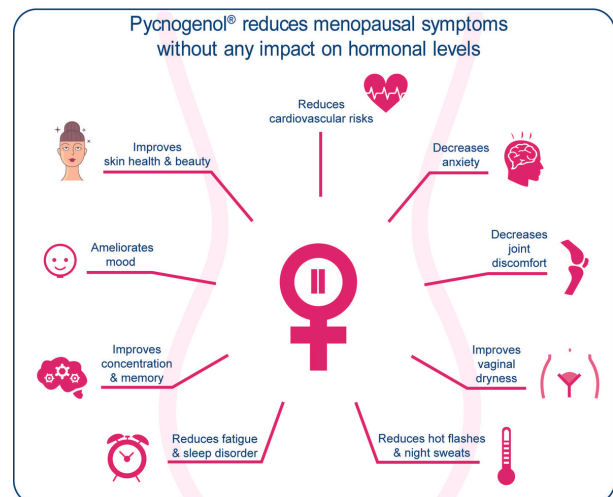 Pycnogenol® reduces menopausal symptoms
without any impact on hormonal levels
Reduces
cardiovascular risks
Improves
skin health & beauty
Decreases
anxiety
Ameliorates
mood
Decreases
joint
discomfort
Improves
concentration
& memory
Improves
vaginal
dryness
Reduces fatigue
& sleep disorder
Reduces hot flashes
& night sweats